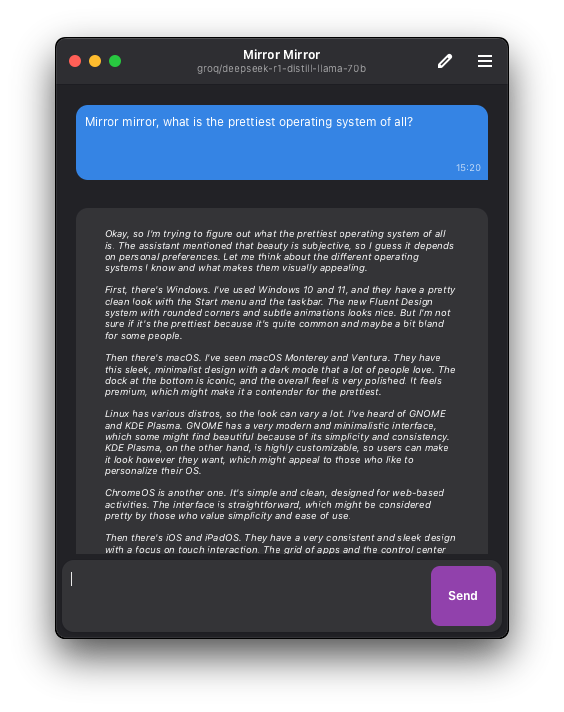 Mirror Mirror
groq/deepseek-r1-distill-llama-70b
Mirror mirror, what is the prettiest operating system of all?
15:20
Okay, so I'm trying to figure out what the prettiest operating system of all
is. The assistant mentioned that beauty is subjective, so I guess it depends
on personal preferences. Let me think about the different operating
systems I know and what makes them visually appealing.
First, there's Windows. I've used Windows 10 and 11, and they have a pretty
clean look with the Start menu and the taskbar. The new Fluent Design
system with rounded corners and subtle animations looks nice. But I'm not
sure if it's the prettiest because it's quite common and maybe a bit bland
for some people.
Then there's macOS. I've seen macOS Monterey and Ventura. They have
this sleek, minimalist design with a dark mode that a lot of people love. The
dock at the bottom is iconic, and the overall feel is very polished. It feels
premium, which might make it a contender for the prettiest.
Linux has various distros, so the look can vary a lot. I've heard of GNOME
and KDE Plasma. GNOME has a very modern and minimalistic interface,
which some might find beautiful because of its simplicity and consistency.
KDE Plasma, on the other hand, is highly customizable, so users can make
it look however they want, which might appeal to those who like to
personalize their OS.
ChromeOS is another one. It's simple and clean, designed for web-based
activities. The interface is straightforward, which might be considered
pretty by those who value simplicity and ease of use.
Then there's iOS and iPadOS. They have a very consistent and sleek design
with a focus on touch interaction. The grid of apps and the control center
Send